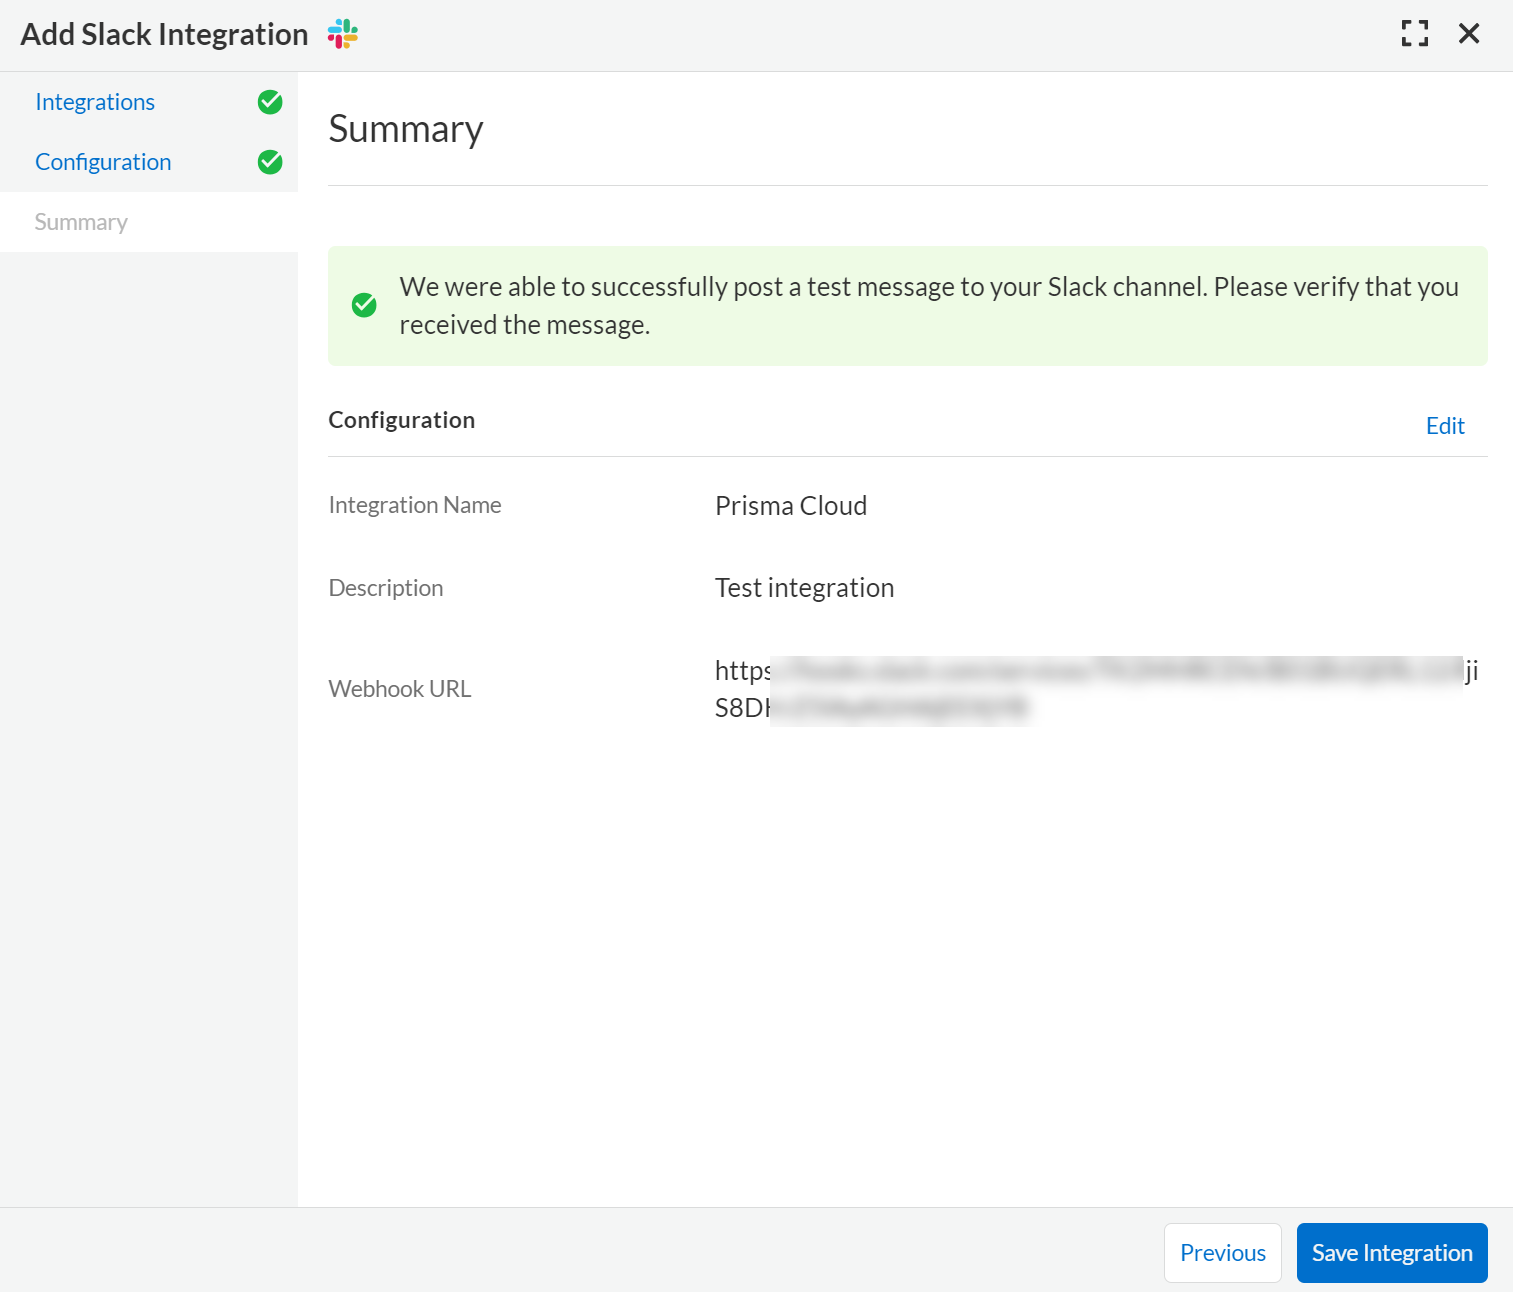 Add Slack Integration
Integrations
Configuration
Summary
Summary
We were able to successfully post a test message to your Slack channel. Please verify that you
received the message.
Configuration
Edit
Integration Name
Prisma Cloud
Description
Test integration
Webhook URL
https
ji
S8D
Previous
Save Integration